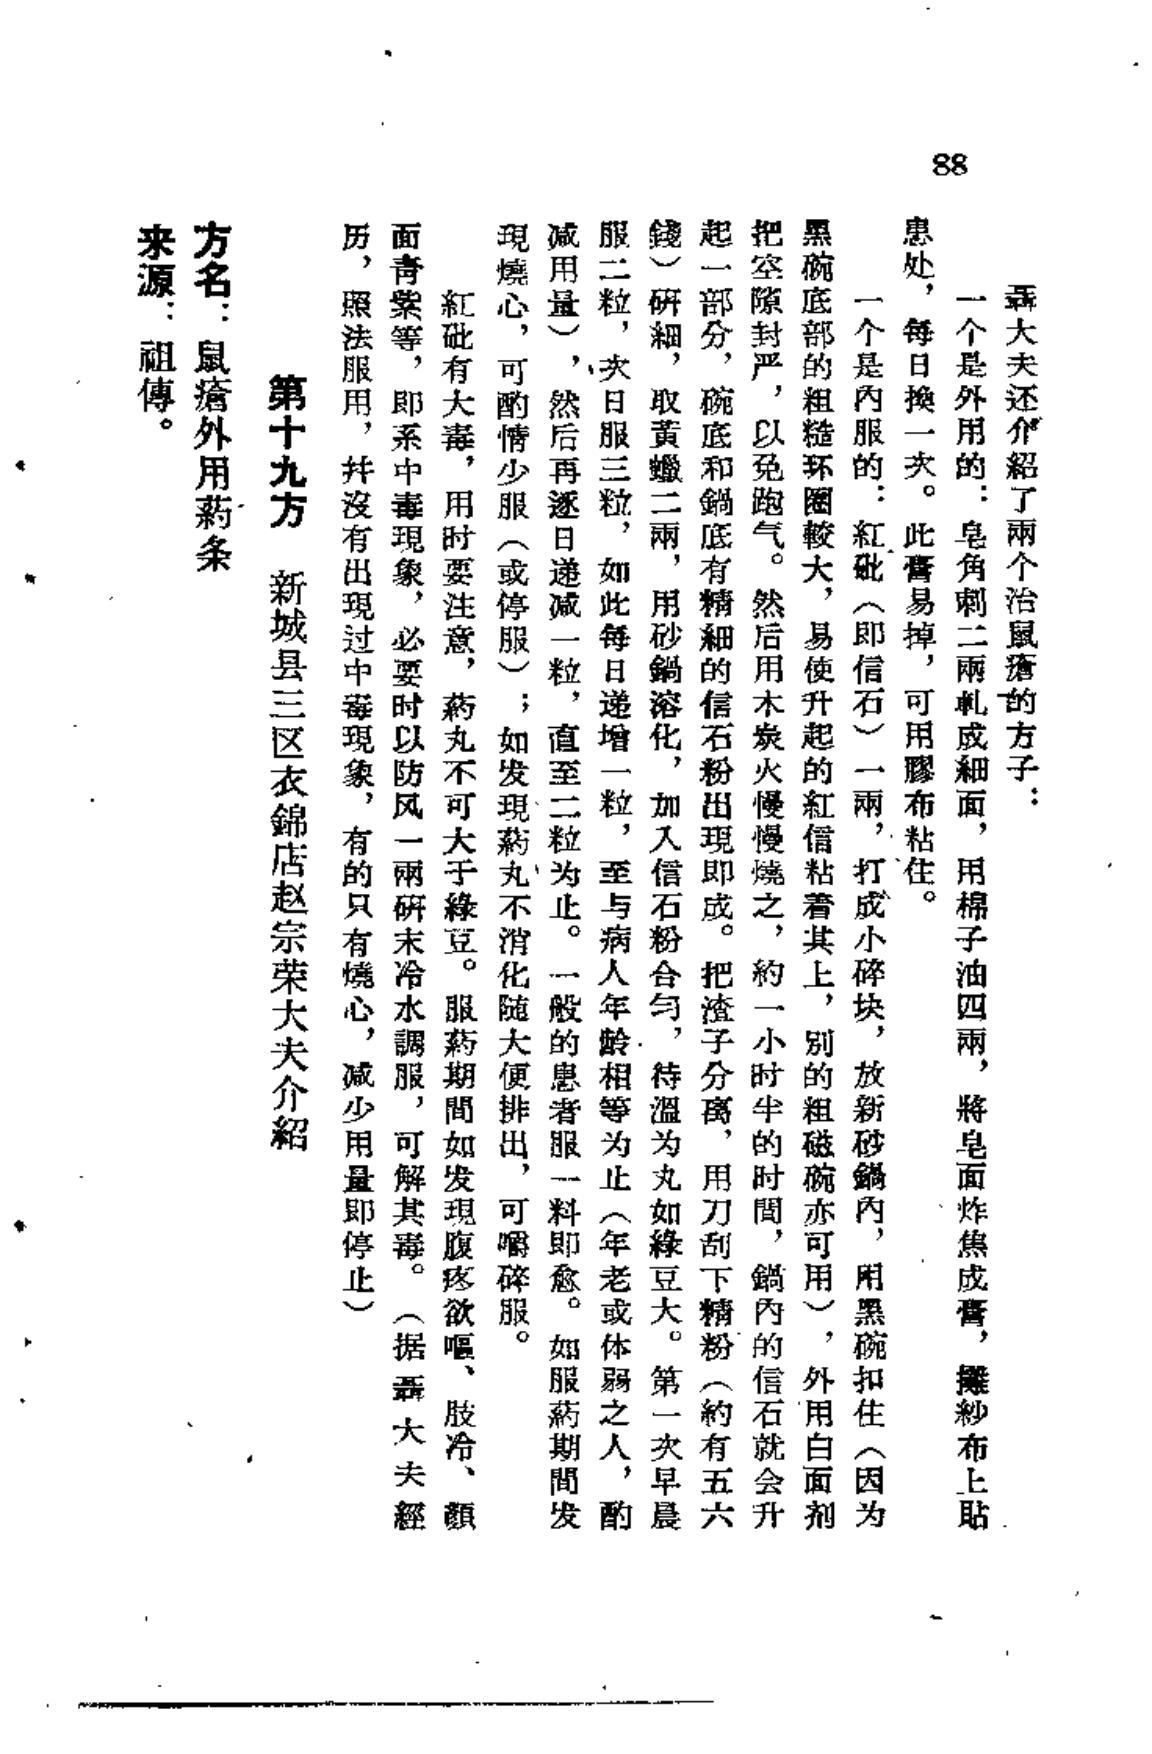 88
聶大夫还介紹了兩个治鼠瘡的方子：
一个是外用的：皂角刺二兩軋成細面，用棉子油四兩，將皂面炸焦成膏，攤紗布上貼
患处，每日換一次。此膏易掉，可用膠布粘住。
一个是內服的：紅砒（即信石）一兩，打成小碎块，放新砂鍋內，用黑碗扣住（因为
黑碗底部的粗糙环圈較大，易使升起的紅信粘着其上，別的粗磁碗亦可用），外用白面剂
把空隙封严，以免跑气。然后用木炭火慢慢燒之，約一小时半的时間，鍋內的信石就会升
起一部分，碗底和鍋底有精細的信石粉出現即成。把渣子分离，用刀刮下精粉（約有五六
錢）研細，取黃蠟二兩，用砂鍋溶化，加入信石粉合勻，待溫为丸如綠豆大。第一次早晨
服二粒，次日服三粒，如此每日递增一粒，至与病人年齡相等为止（年老或体弱之人，酌
减用量），然后再逐日递减一粒，直至二粒为止。一般的患者服一料即愈。如服葯期間发
現燒心，可酌情少服（或停服）；如发現葯丸不消化随大便排出，可嚼碎服。
紅砒有大毒，用时要注意，葯丸不可大于綠豆。服葯期間如发現腹疼欲嘔、肢冷、顏
面青紫等，即系中毒現象，必要时以防风一兩研末冷水調服，可解其毒。（据聶大夫經
历，照法服用，幷沒有出現过中毒現象，有的只有燒心，减少用量即停止）
第十九方　新城县三区衣錦店赵宗荣大夫介紹
方名：鼠瘡外用葯条
来源：祖傳。